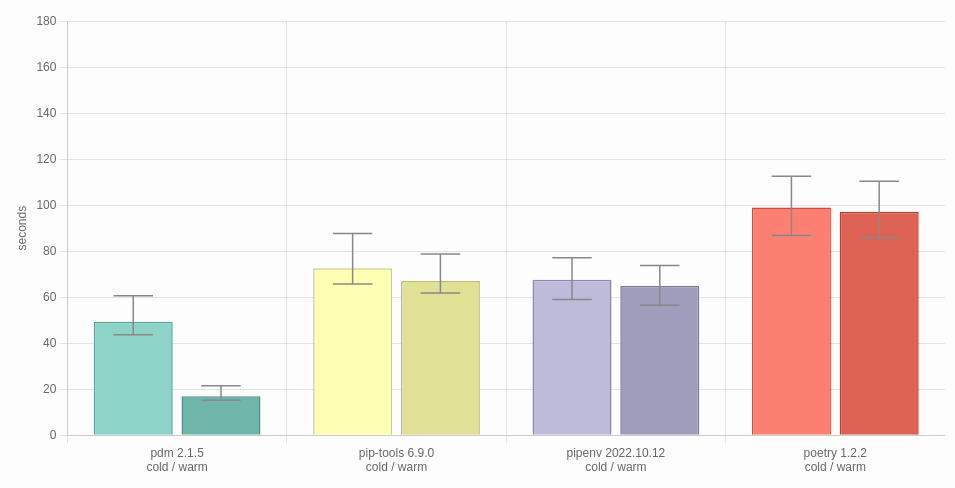 180
160
140
120
100
80
60
40
20
0
seconds
pdm 2.1.5
cold / warm
pip-tools 6.9.0
cold / warm
pipenv 2022.10.12
cold / warm
poetry 1.2.2
cold / warm